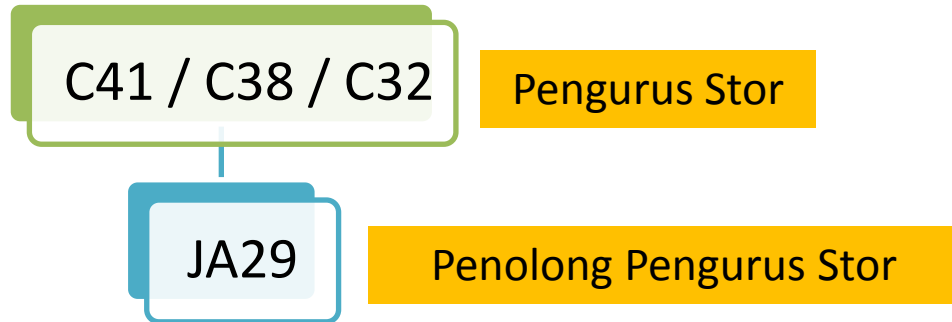 C41 / C38 / C32
Pengurus Stor
JA29
Penolong Pengurus Stor